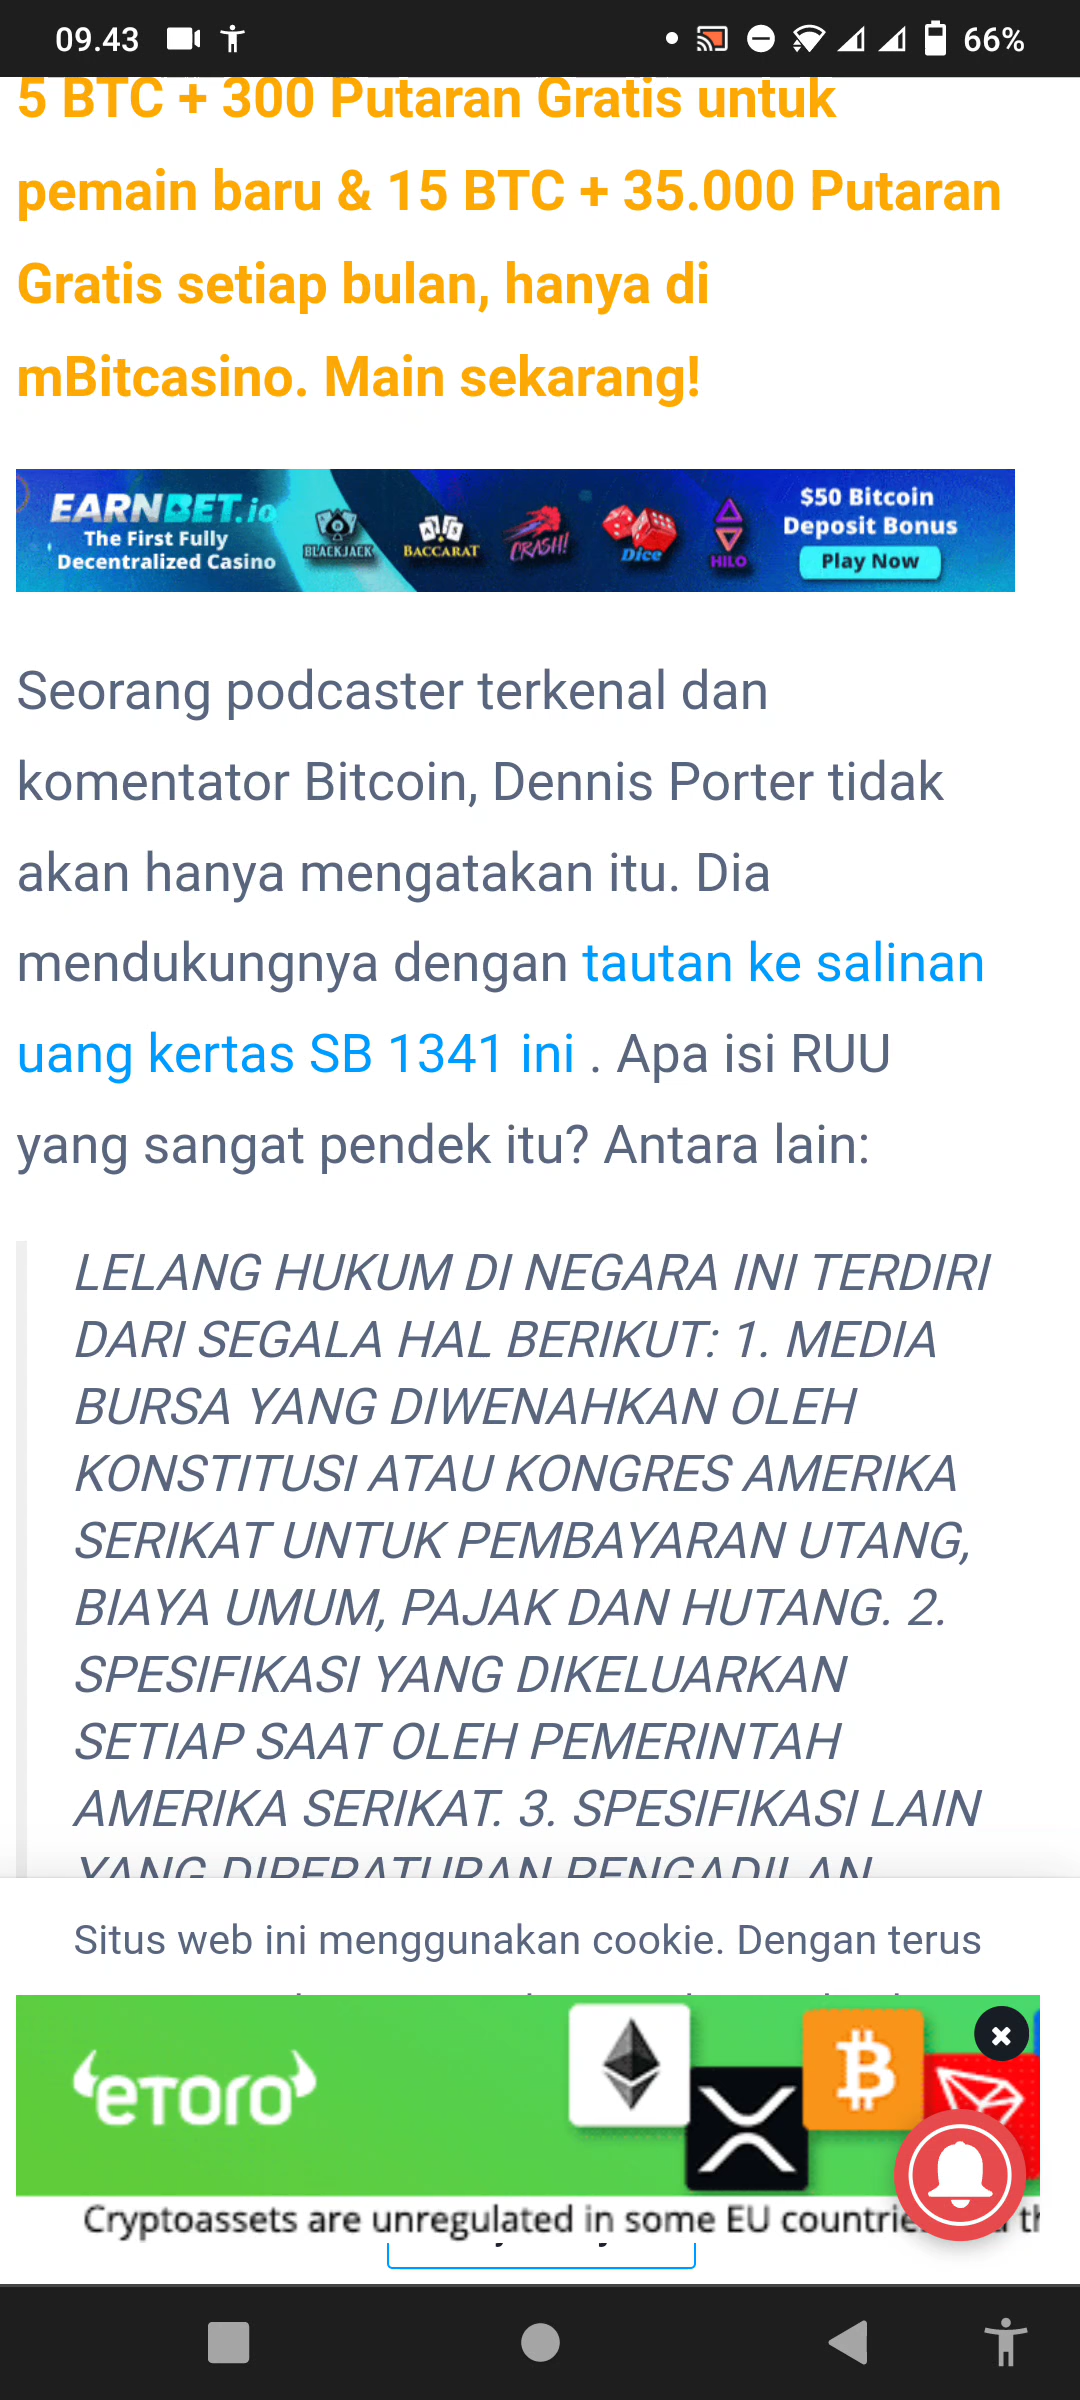 09.43
66%
5 BTC + 300 Putaran Gratis untuk
pemain baru & 15 BTC + 35.000 Putaran
Gratis setiap bulan, hanya di
mBitcasino. Main sekarang!
EARNBET.io
The First Fully
Decentralized Casino
BLACKJACK
BACCARAT
CRASH!
Dice
HILO
$50 Bitcoin
Deposit Bonus
Play Now
Seorang podcaster terkenal dan
komentator Bitcoin, Dennis Porter tidak
akan hanya mengatakan itu. Dia
mendukungnya dengan tautan ke salinan
uang kertas SB 1341 ini . Apa isi RUU
yang sangat pendek itu? Antara lain:
LELANG HUKUM DI NEGARA INI TERDIRI
DARI SEGALA HAL BERIKUT: 1. MEDIA
BURSA YANG DIWENAHKAN OLEH
KONSTITUSI ATAU KONGRES AMERIKA
SERIKAT UNTUK PEMBAYARAN UTANG,
BIAYA UMUM, PAJAK DAN HUTANG. 2.
SPESIFIKASI YANG DIKELUARKAN
SETIAP SAAT OLEH PEMERINTAH
AMERIKA SERIKAT. 3. SPESIFIKASI LAIN
YANG DIPERATURAN PENGADILAN
Situs web ini menggunakan cookie. Dengan terus
eToro
Cryptoassets are unregulated in some EU